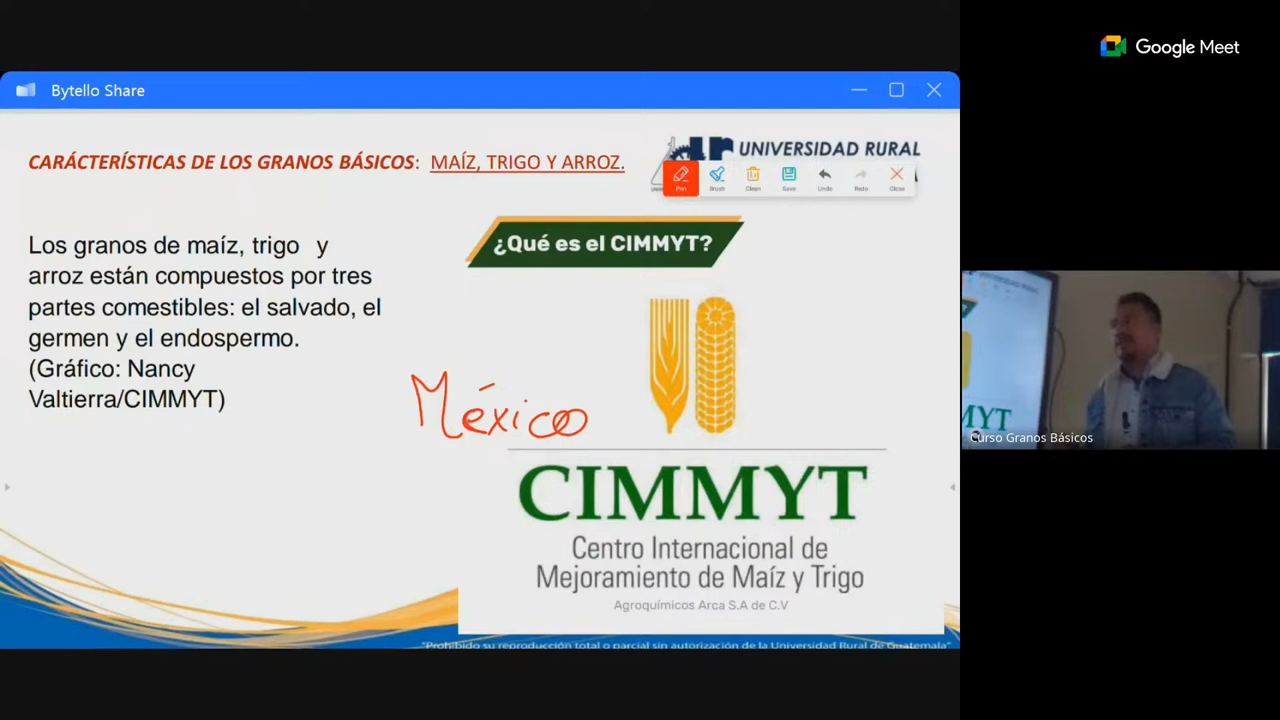 Google Meet
Bytello Share
CARÁCTERÍSTICAS DE LOS GRANOS BÁSICOS: MAÍZ, TRIGO Y ARROZ.
UNIVERSIDAD RURAL
Pen Brush Clean Save Undo Redo Close
¿Qué es el CIMMYT?
Los granos de maíz, trigo y
arroz están compuestos por tres
partes comestibles: el salvado, el
germen y el endospermo.
(Gráfico: Nancy
Valtierra/CIMMYT)
México
CIMMYT
Centro Internacional de
Mejoramiento de Maíz y Trigo
Agroquímicos Arca S.A de C.V
"Prohibido su reproducción total o parcial sin autorización de la Universidad Rural de Guatemala"
MYT
Curso Granos Básicos